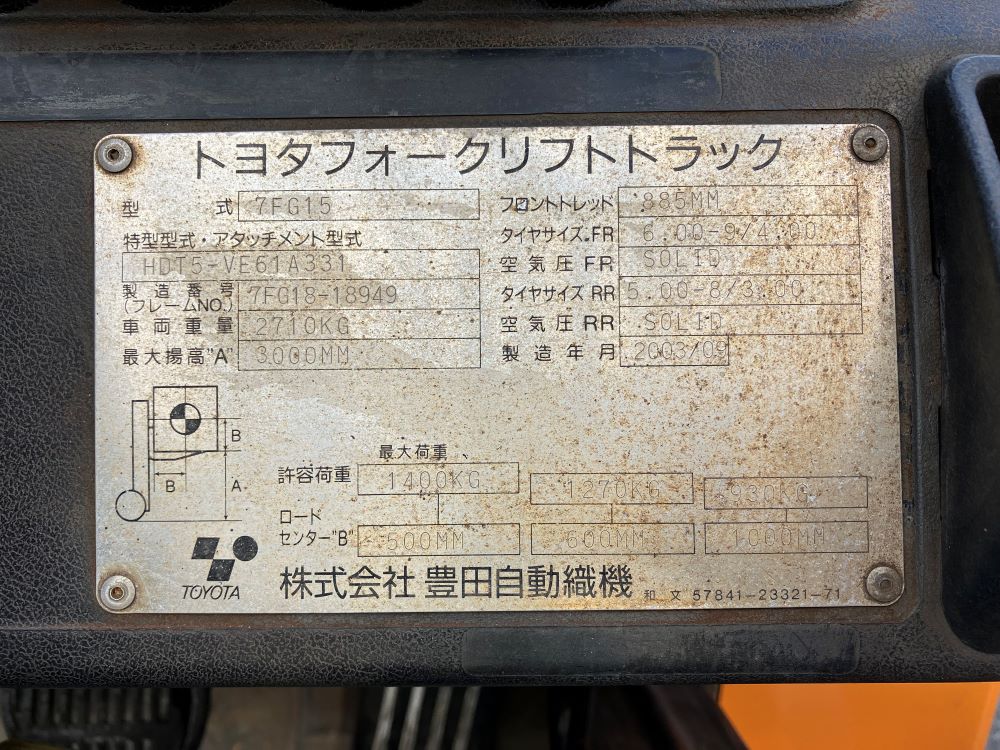 トヨタフォークリフトトラック
型式 7FG15
特型型式・アタッチメント型式
HDT5-VE61A331
製造番号 (フレームNO.) 7FG18-18949
車両重量 2710KG
最大揚高"A" 3000MM
フロントトレッド 885MM
タイヤサイズ.FR 6.00-9/4.00
空気圧FR SOLID
タイヤサイズRR 5.00-8/3.00
空気圧RR SOLID
製造年月 2003/09
B
B
A
最大荷重
許容荷重 1400KG 1270KG 930KG
ロードセンター"B" 500MM 600MM 1000MM
TOYOTA
株式会社 豊田自動織機 和文 57841-23321-71